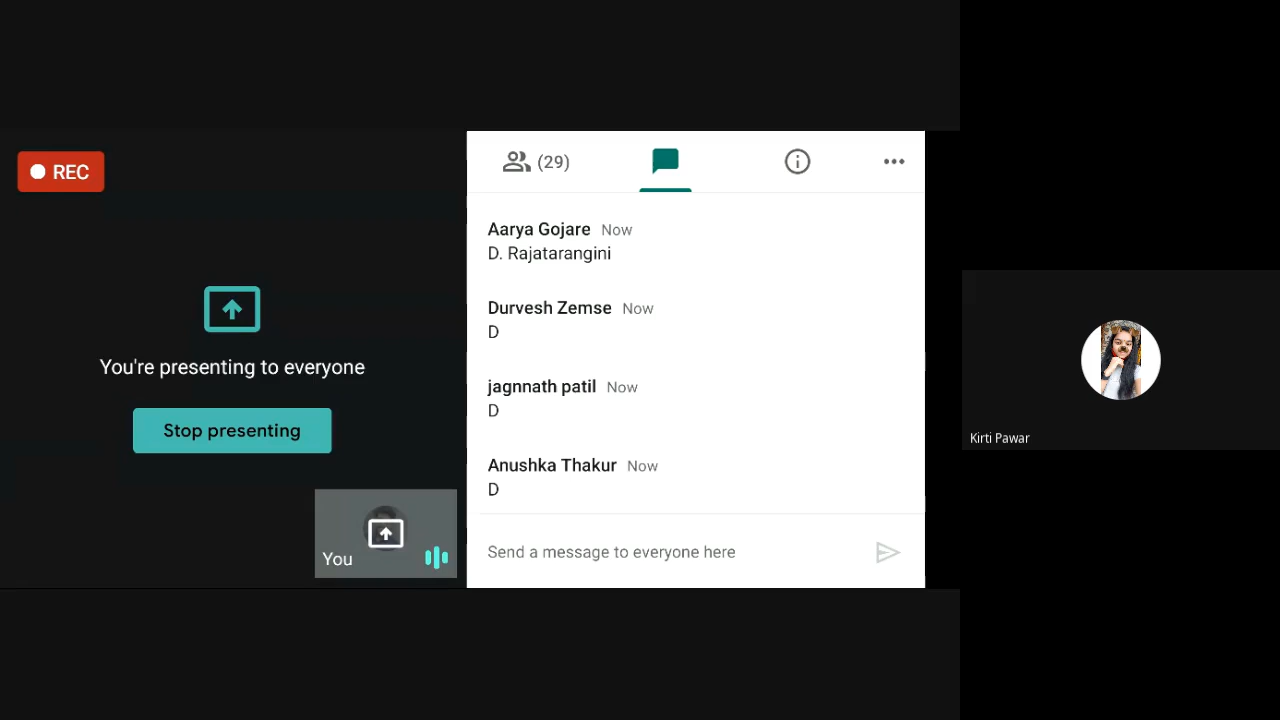 REC
You're presenting to everyone
Stop presenting
You
(29)
Aarya Gojare Now
D. Rajatarangini
Durvesh Zemse Now
D
jagnnath patil Now
D
Anushka Thakur Now
D
Send a message to everyone here
Kirti Pawar